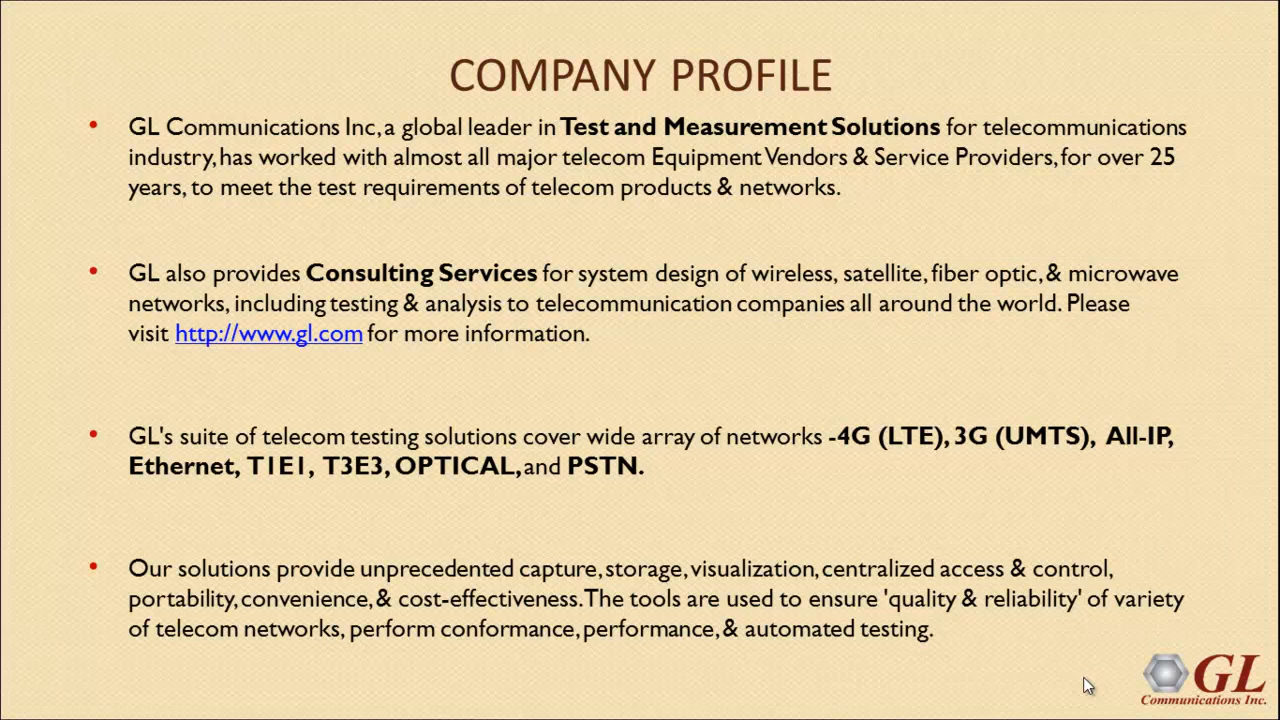 COMPANY PROFILE
• GL Communications Inc, a global leader in Test and Measurement Solutions for telecommunications
industry, has worked with almost all major telecom Equipment Vendors & Service Providers, for over 25
years, to meet the test requirements of telecom products & networks.
• GL also provides Consulting Services for system design of wireless, satellite, fiber optic, & microwave
networks, including testing & analysis to telecommunication companies all around the world. Please
visit http://www.gl.com for more information.
• GL's suite of telecom testing solutions cover wide array of networks -4G (LTE), 3G (UMTS), All-IP,
Ethernet, T1E1, T3E3, OPTICAL, and PSTN.
• Our solutions provide unprecedented capture, storage, visualization, centralized access & control,
portability, convenience, & cost-effectiveness. The tools are used to ensure 'quality & reliability' of variety
of telecom networks, perform conformance, performance, & automated testing.
GL
Communications Inc.